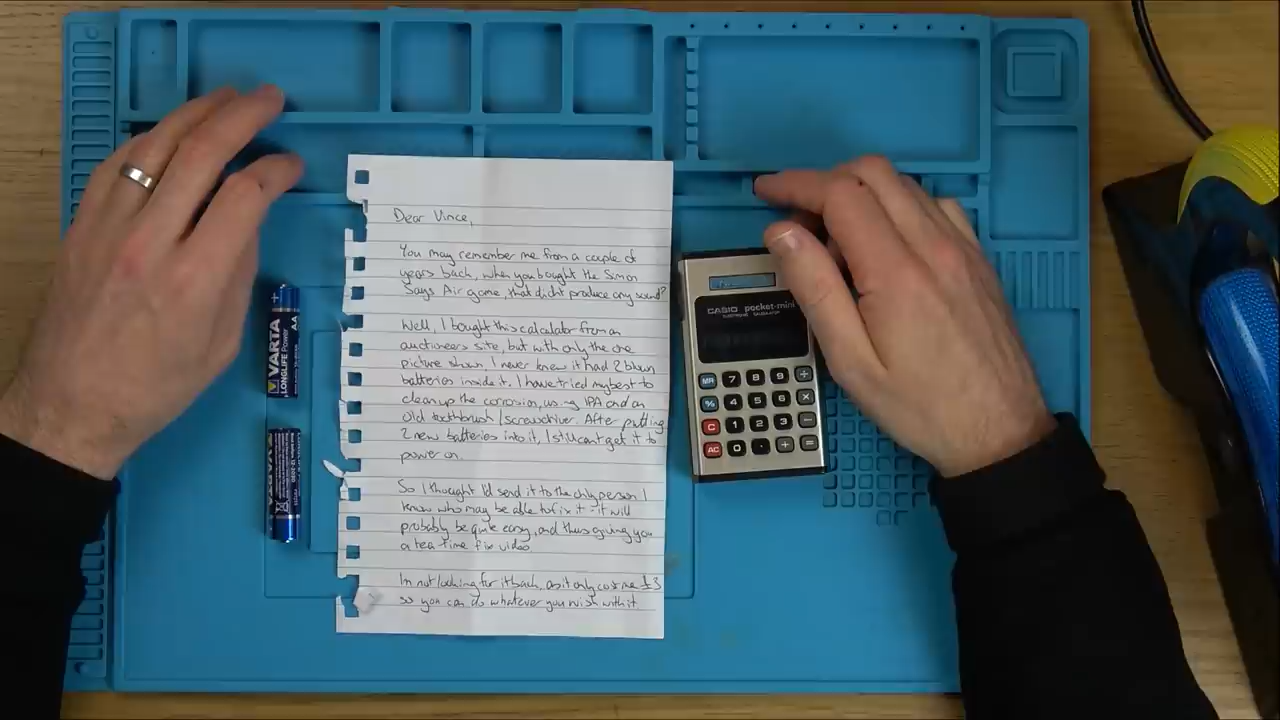 Dear Vince,
You may remember me from a couple of
years back, when you bought the Simon
Says Air game, that didn't produce any sound?
Well, I bought this calculator from an
auctioneers site, but with only the one
picture shown, I never knew it had 2 blown
batteries inside it. I have tried my best to
clean up the corrosion, using IPA and an
old toothbrush/screwdriver. After putting
2 new batteries into it, I still cant get it to
power on.
So I thought I'd send it to the only person I
know who may be able to fix it - it will
probably be quite easy, and thus giving you
a tea time fix video.
Im not looking for it back, as it only cost me £3
so you can do whatever you wish with it.
VARTA
LONGLIFE Power
AA
CASIO pocket-mini
ELECTRONIC CALCULATOR
MR 7 8 9 ÷
% 4 5 6 ×
C 1 2 3 −
AC 0 · + =